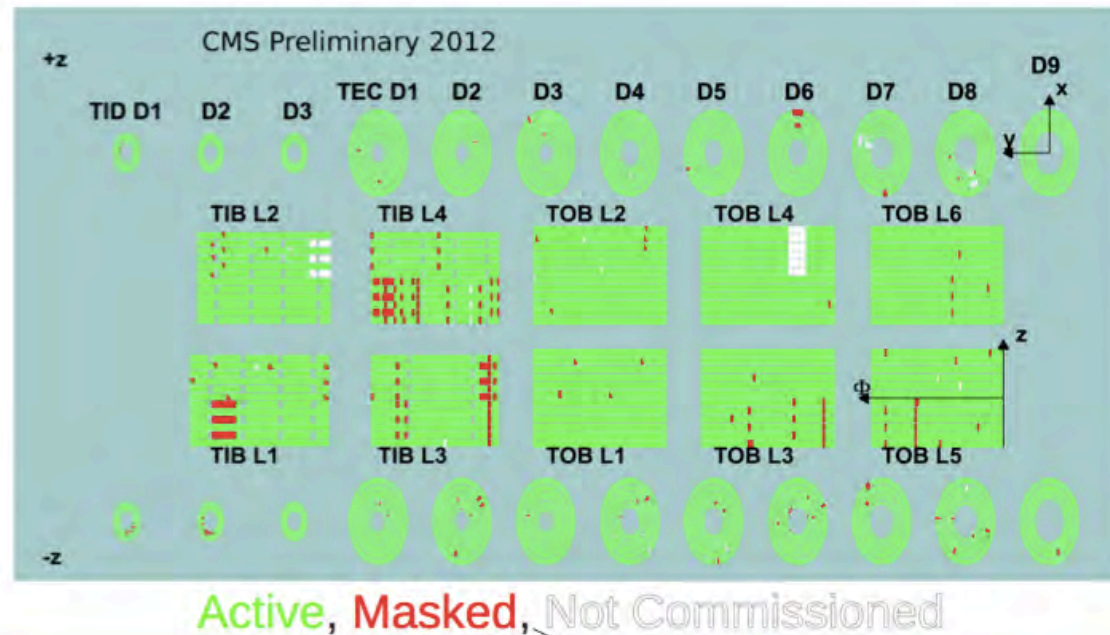 CMS Preliminary 2012
+z
D9
TID D1 D2 D3 TEC D1 D2 D3 D4 D5 D6 D7 D8
x
y
TIB L2 TIB L4 TOB L2 TOB L4 TOB L6
z
Φ
TIB L1 TIB L3 TOB L1 TOB L3 TOB L5
-z
Active, Masked, Not Commissioned